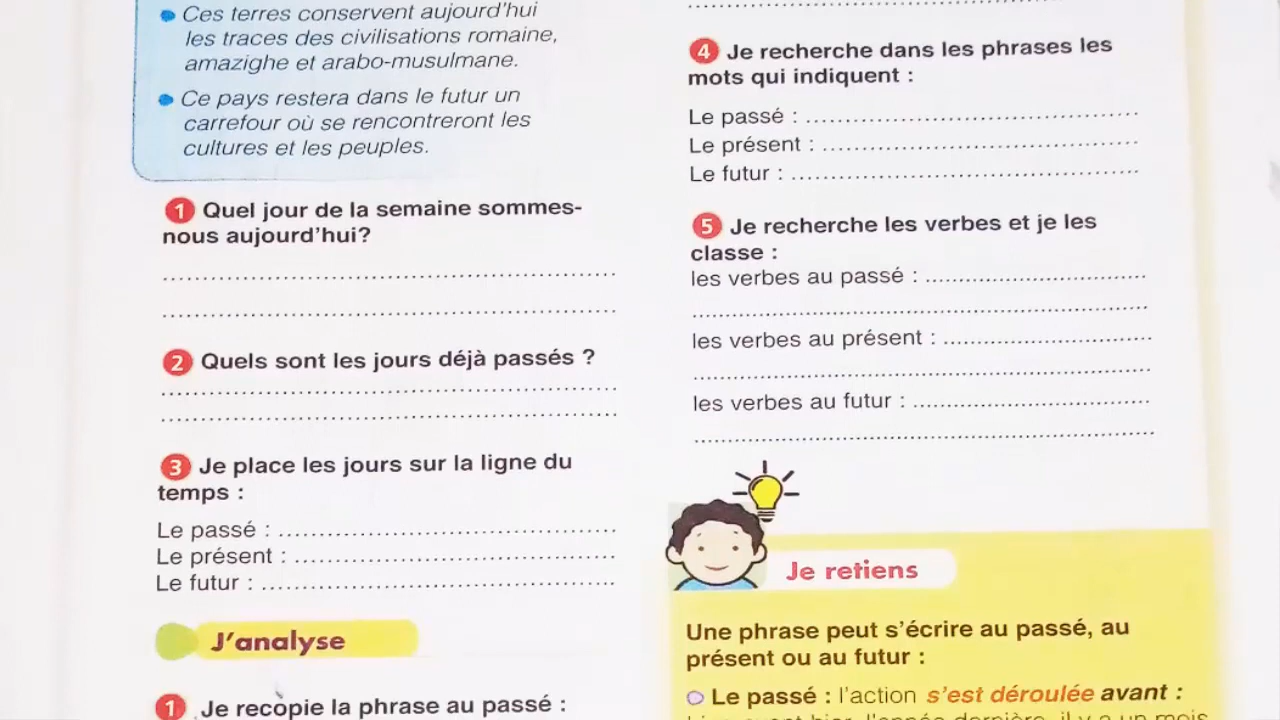 Ces terres conservent aujourd'hui
les traces des civilisations romaine,
amazighe et arabo-musulmane.
Ce pays restera dans le futur un
carrefour où se rencontreront les
cultures et les peuples.
1 Quel jour de la semaine sommes-
nous aujourd'hui?
2 Quels sont les jours déjà passés ?
3 Je place les jours sur la ligne du
temps :
Le passé :
Le présent :
Le futur :
J'analyse
1 Je recopie la phrase au passé :
4 Je recherche dans les phrases les
mots qui indiquent :
Le passé :
Le présent :
Le futur :
5 Je recherche les verbes et je les
classe :
les verbes au passé :
les verbes au présent :
les verbes au futur :
Je retiens
Une phrase peut s'écrire au passé, au
présent ou au futur :
Le passé : l'action s'est déroulée avant :